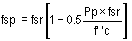 fsp = fsr[1 - 0.5 Pp × fsr / f'c]